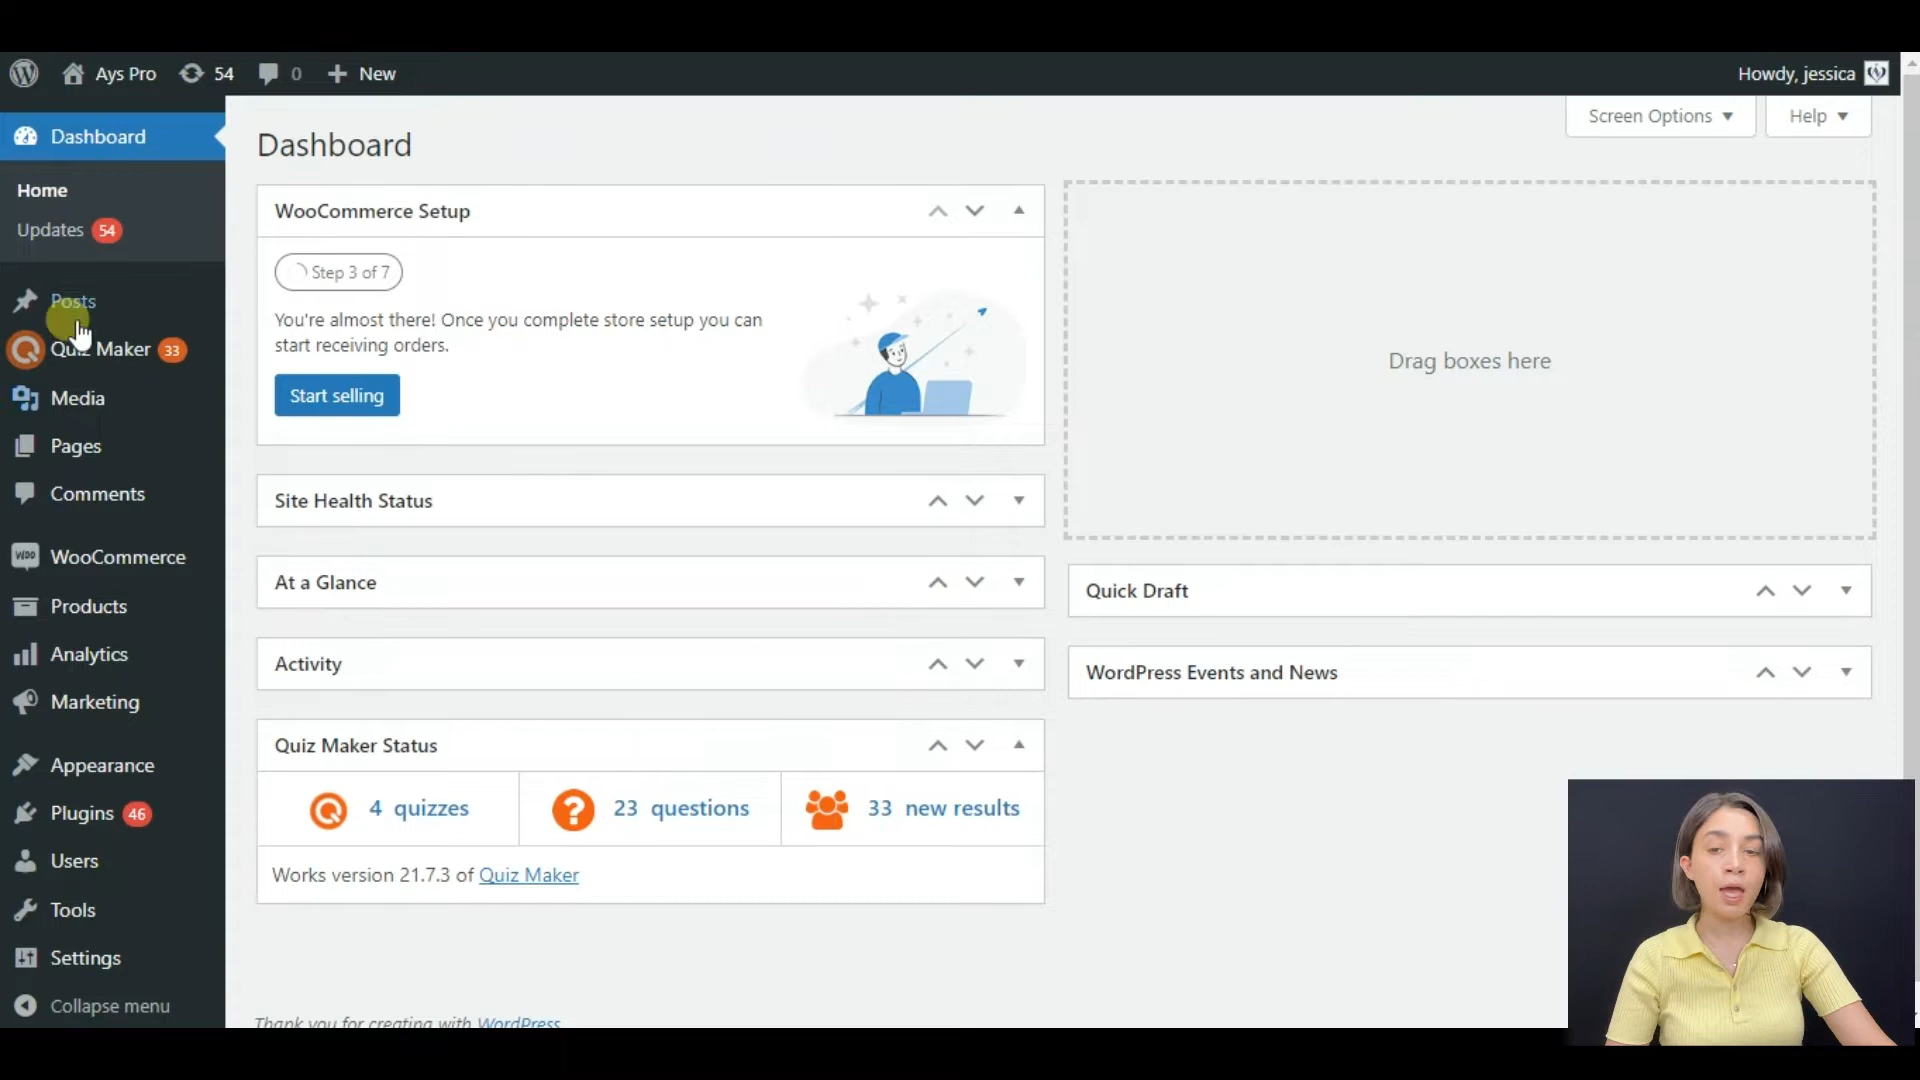 Ays Pro 54 0 New
Howdy, jessica
Dashboard
Home
Updates 54
Posts
Quiz Maker 33
Media
Pages
Comments
WOO WooCommerce
Products
Analytics
Marketing
Appearance
Plugins 46
Users
Tools
Settings
Collapse menu
Screen Options
Help
Dashboard
WooCommerce Setup
Step 3 of 7
You're almost there! Once you complete store setup you can
start receiving orders.
Start selling
Site Health Status
At a Glance
Activity
Quiz Maker Status
4 quizzes
23 questions
33 new results
Works version 21.7.3 of Quiz Maker
Drag boxes here
Quick Draft
WordPress Events and News
Thank you for creating with WordPress